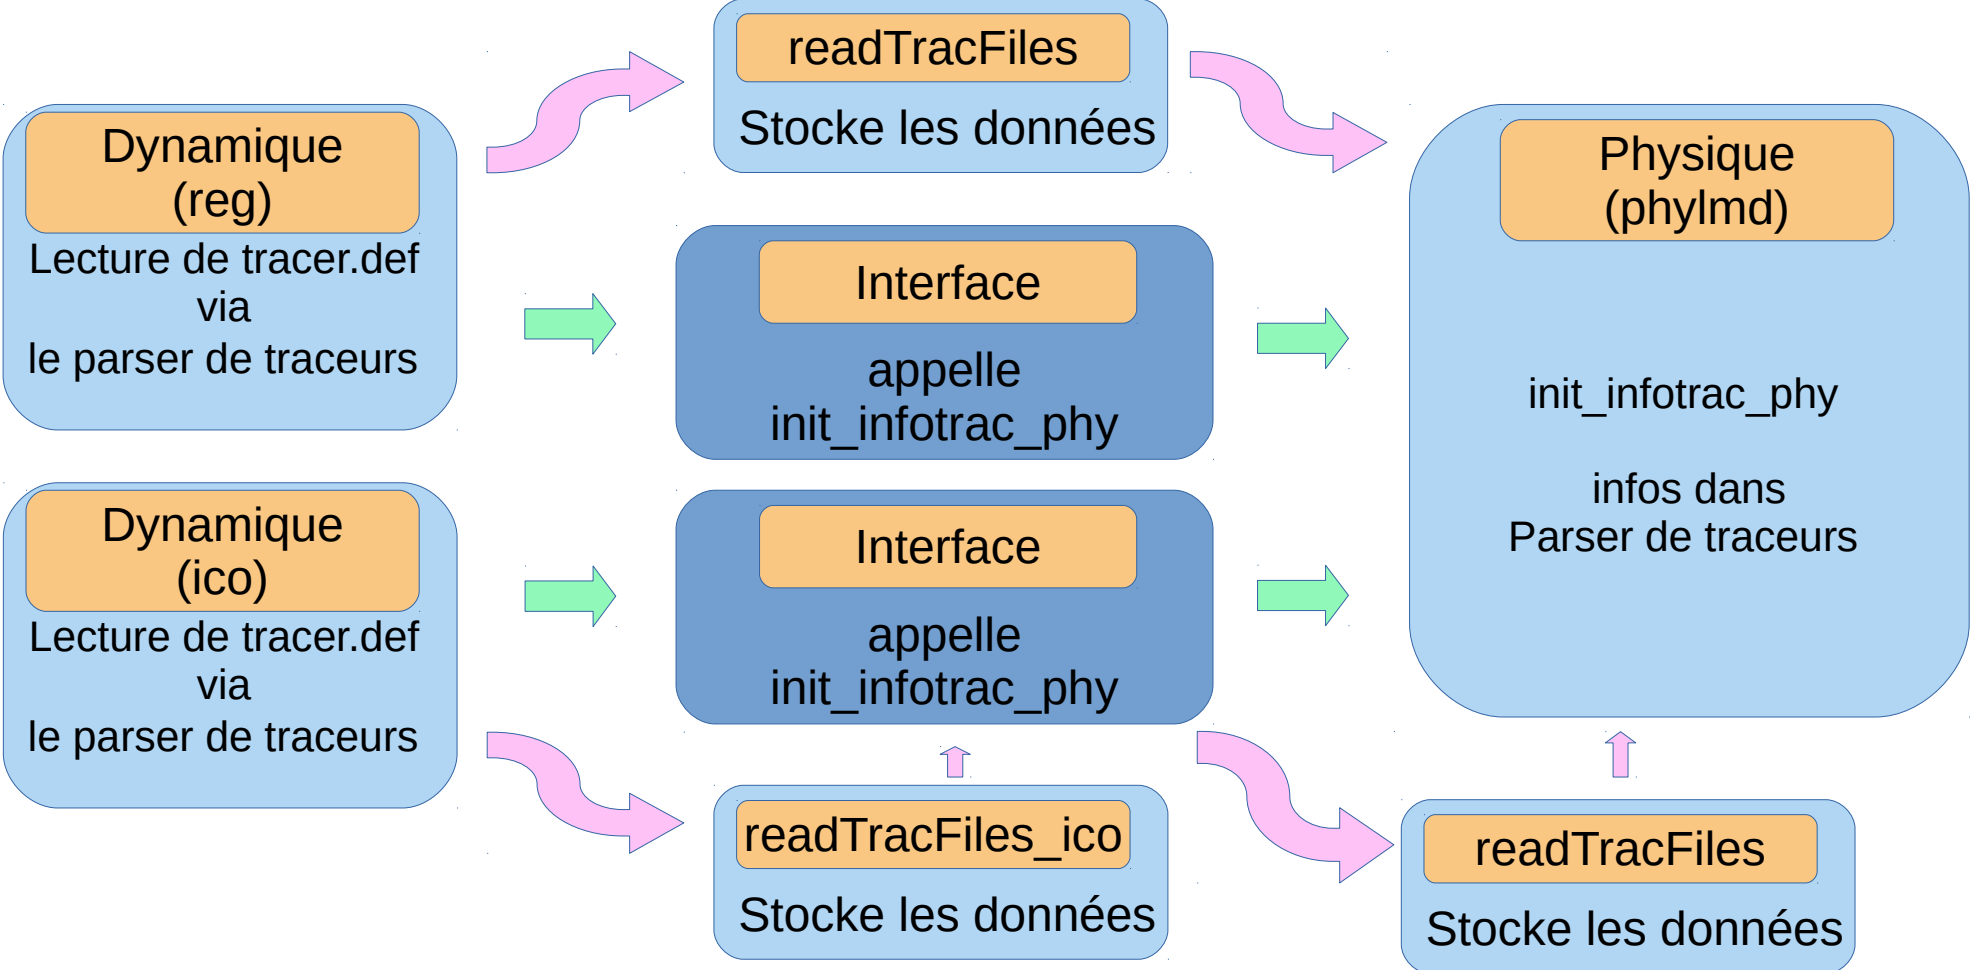 readTracFiles
Stocke les données
Dynamique
(reg)
Lecture de tracer.def
via
le parser de traceurs
Interface
appelle
init_infotrac_phy
Physique
(phylmd)
init_infotrac_phy
infos dans
Parser de traceurs
Dynamique
(ico)
Lecture de tracer.def
via
le parser de traceurs
Interface
appelle
init_infotrac_phy
readTracFiles_ico
Stocke les données
readTracFiles
Stocke les données